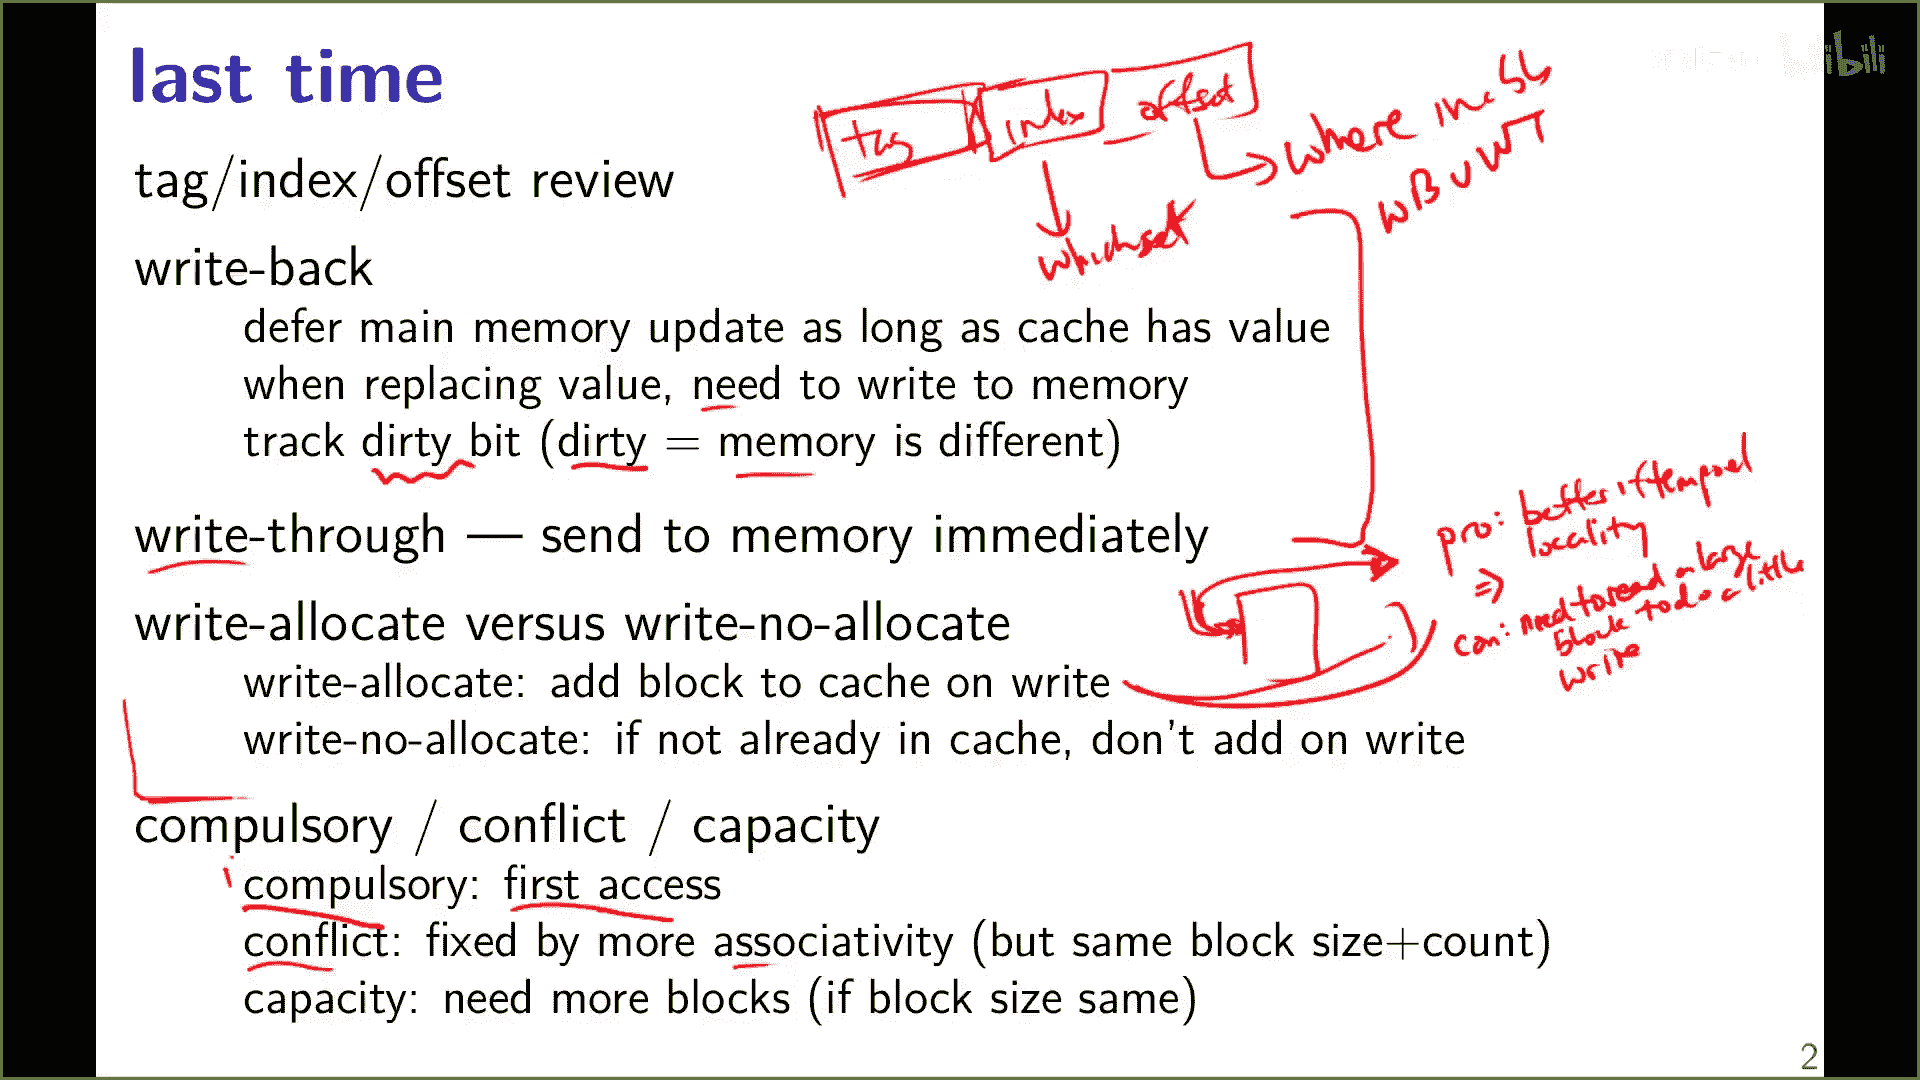 last time
tag/index/offset review
write-back
defer main memory update as long as cache has value
when replacing value, need to write to memory
track dirty bit (dirty = memory is different)
write-through — send to memory immediately
write-allocate versus write-no-allocate
write-allocate: add block to cache on write
write-no-allocate: if not already in cache, don't add on write
compulsory / conflict / capacity
compulsory: first access
conflict: fixed by more associativity (but same block size+count)
capacity: need more blocks (if block size same)
tag index offset
where in
which set
WB v WT
pro: better if temporal
locality
⇒
con: need to read a large
block to do a little
write
2
bilibili